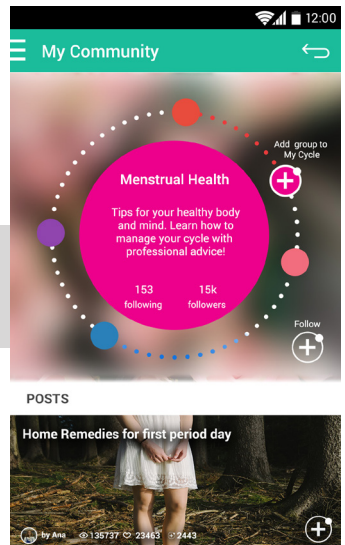 12:00
My Community
Add group to
My Cycle
Menstrual Health
Tips for your healthy body
and mind. Learn how to
manage your cycle with
professional advice!
153
following
15k
followers
Follow
POSTS
Home Remedies for first period day
by Ana 135737 23463 2443